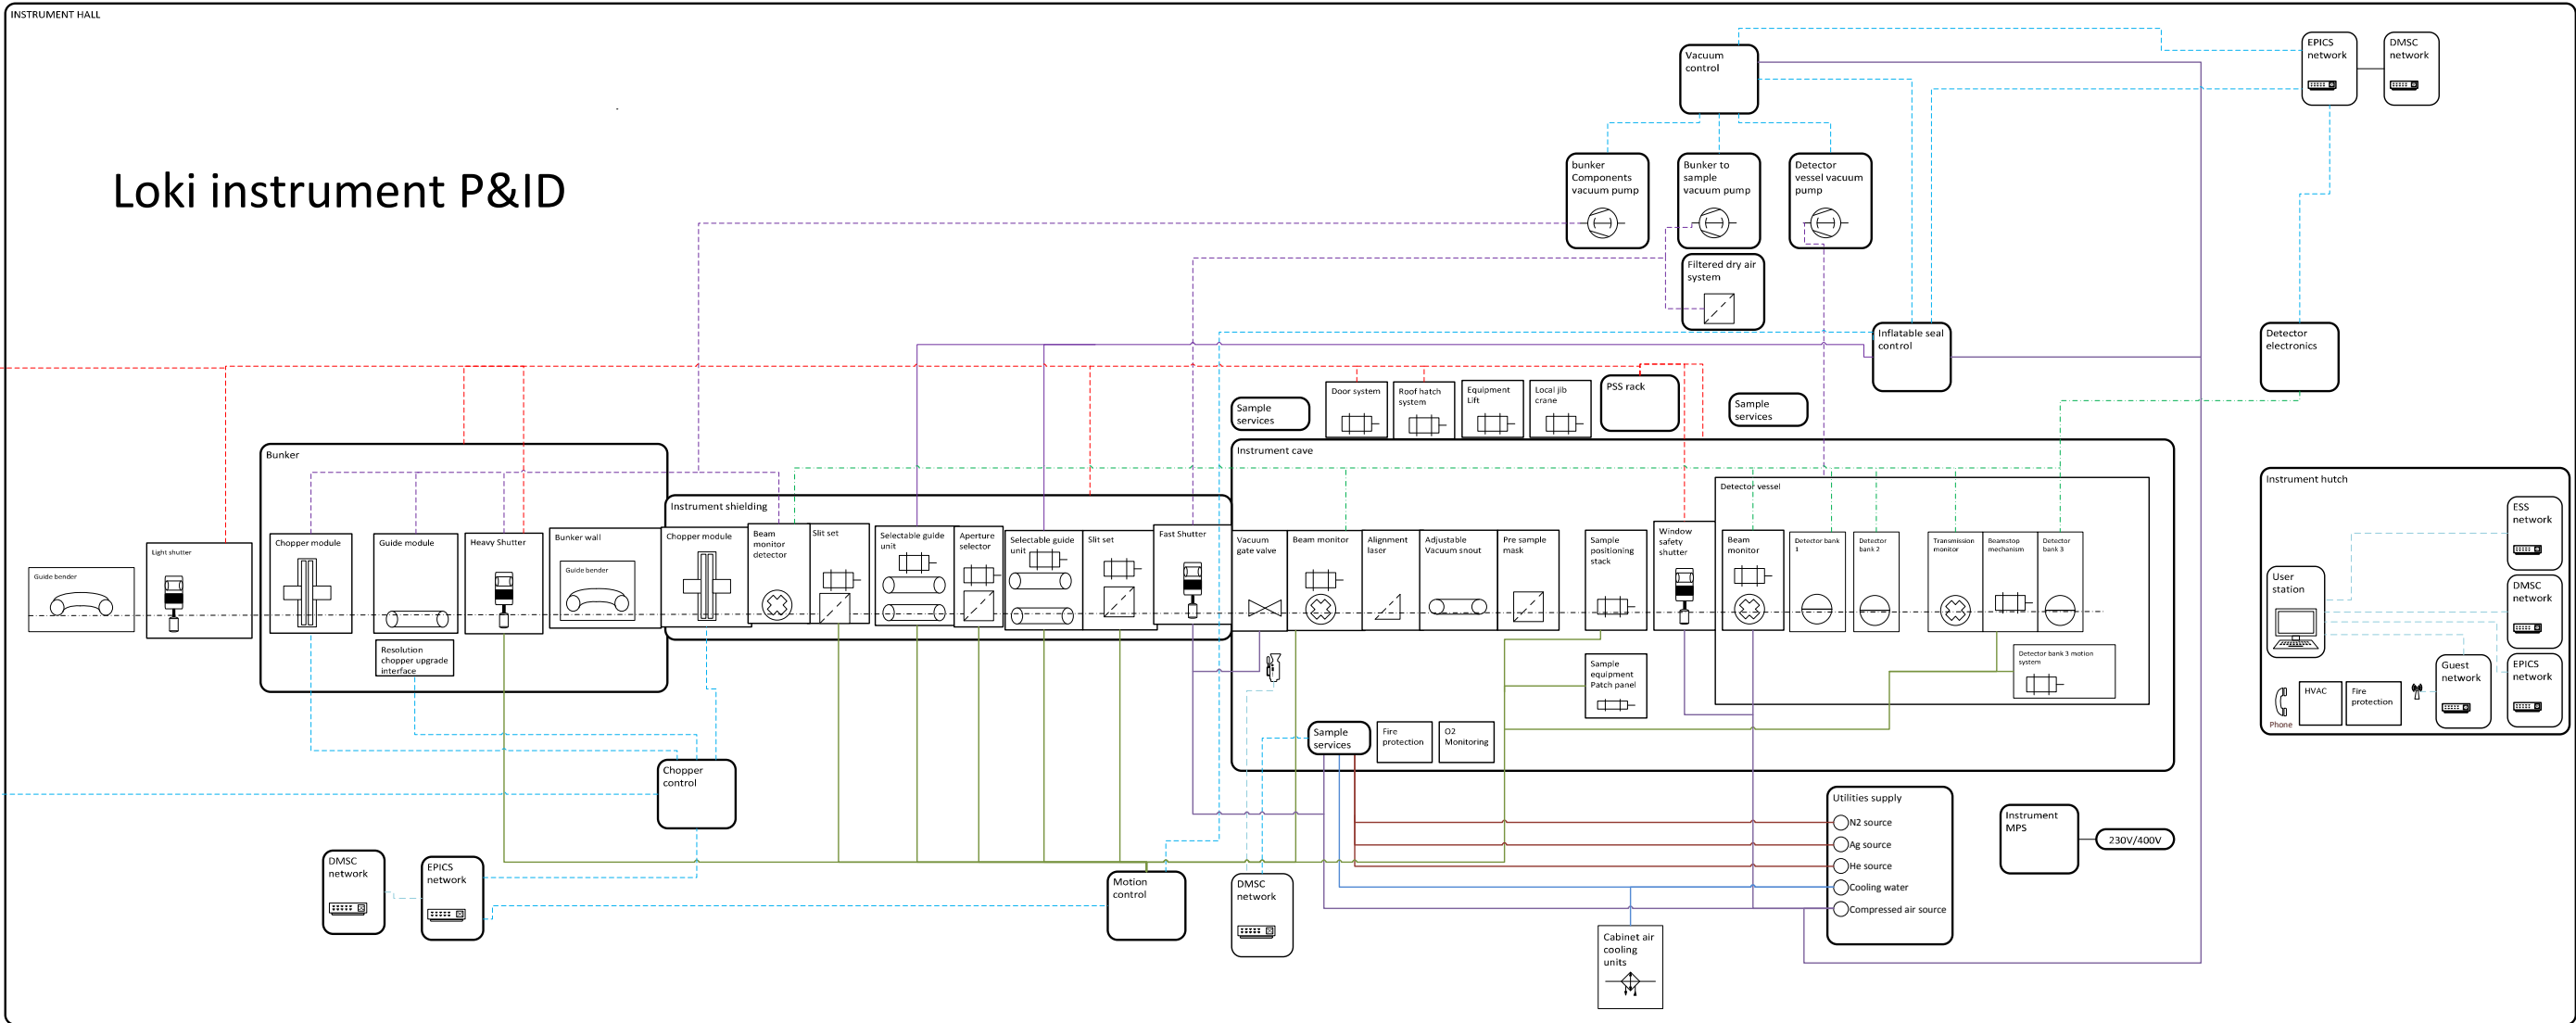 INSTRUMENT HALL
Loki instrument P&ID
Vacuum
control
EPICS
network
DMSC
network
bunker
Components
vacuum pump
Bunker to
sample
vacuum pump
Detector
vessel vacuum
pump
Filtered dry air
system
Inflatable seal
control
Detector
electronics
Sample
services
Door system
Roof hatch
system
Equipment
Lift
Local jib
crane
PSS rack
Sample
services
Bunker
Instrument cave
Instrument shielding
Detector vessel
Guide bender
Light shutter
Chopper module
Guide module
Heavy Shutter
Bunker wall
Guide bender
Chopper module
Beam
monitor
detector
Slit set
Selectable guide
unit
Aperture
selector
Selectable guide
unit
Slit set
Fast Shutter
Vacuum
gate valve
Beam monitor
Alignment
laser
Adjustable
Vacuum snout
Pre sample
mask
Sample
positioning
stack
Window
safety
shutter
Beam
monitor
Detector bank
1
Detector
bank 2
Transmission
monitor
Beamstop
mechanism
Detector
bank 3
Resolution
chopper upgrade
interface
Sample
equipment
Patch panel
Detector bank 3 motion
system
Sample
services
Fire
protection
O2
Monitoring
Chopper
control
DMSC
network
EPICS
network
Motion
control
DMSC
network
Utilities supply
N2 source
Ag source
He source
Cooling water
Compressed air source
Cabinet air
cooling
units
Instrument
MPS
230V/400V
Instrument hutch
ESS
network
User
station
DMSC
network
Guest
network
EPICS
network
Phone
HVAC
Fire
protection